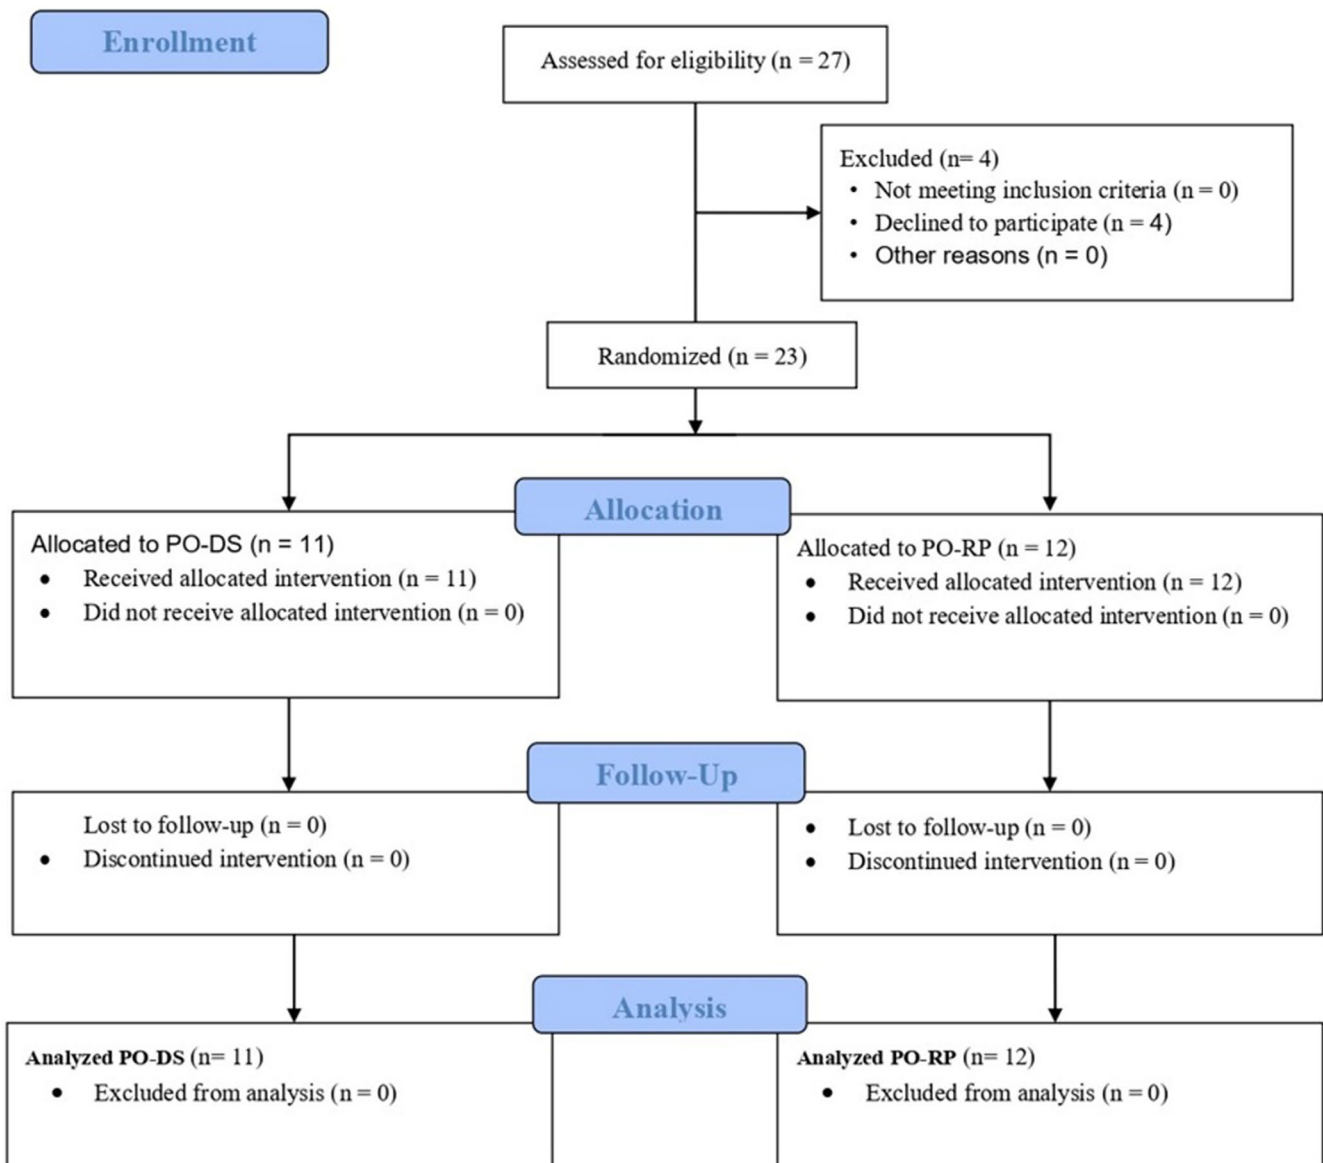 Enrollment
Assessed for eligibility (n = 27)
Excluded (n= 4)
• Not meeting inclusion criteria (n = 0)
• Declined to participate (n = 4)
• Other reasons (n = 0)
Randomized (n = 23)
Allocation
Allocated to PO-DS (n = 11)
• Received allocated intervention (n = 11)
• Did not receive allocated intervention (n = 0)
Allocated to PO-RP (n = 12)
• Received allocated intervention (n = 12)
• Did not receive allocated intervention (n = 0)
Follow-Up
Lost to follow-up (n = 0)
• Discontinued intervention (n = 0)
• Lost to follow-up (n = 0)
• Discontinued intervention (n = 0)
Analysis
Analyzed PO-DS (n= 11)
• Excluded from analysis (n = 0)
Analyzed PO-RP (n= 12)
• Excluded from analysis (n = 0)